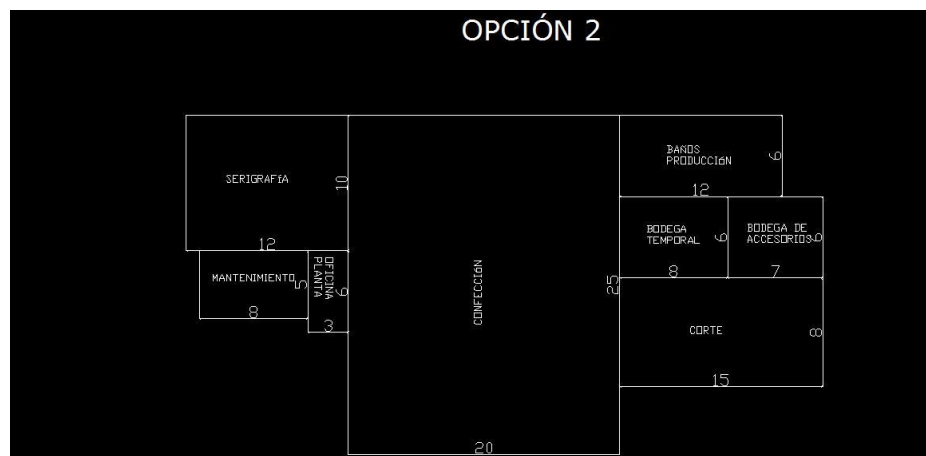 OPCIÓN 2
SERIGRAFíA
10
12
MANTENIMIENTO
5
8
OFICINA
PLANTA
6
3
CONFECCIóN
25
20
BAñOS
PRODUCCIóN
6
12
BODEGA
TEMPORAL
6
8
BODEGA DE
ACCESORIOS
6
7
CORTE
8
15